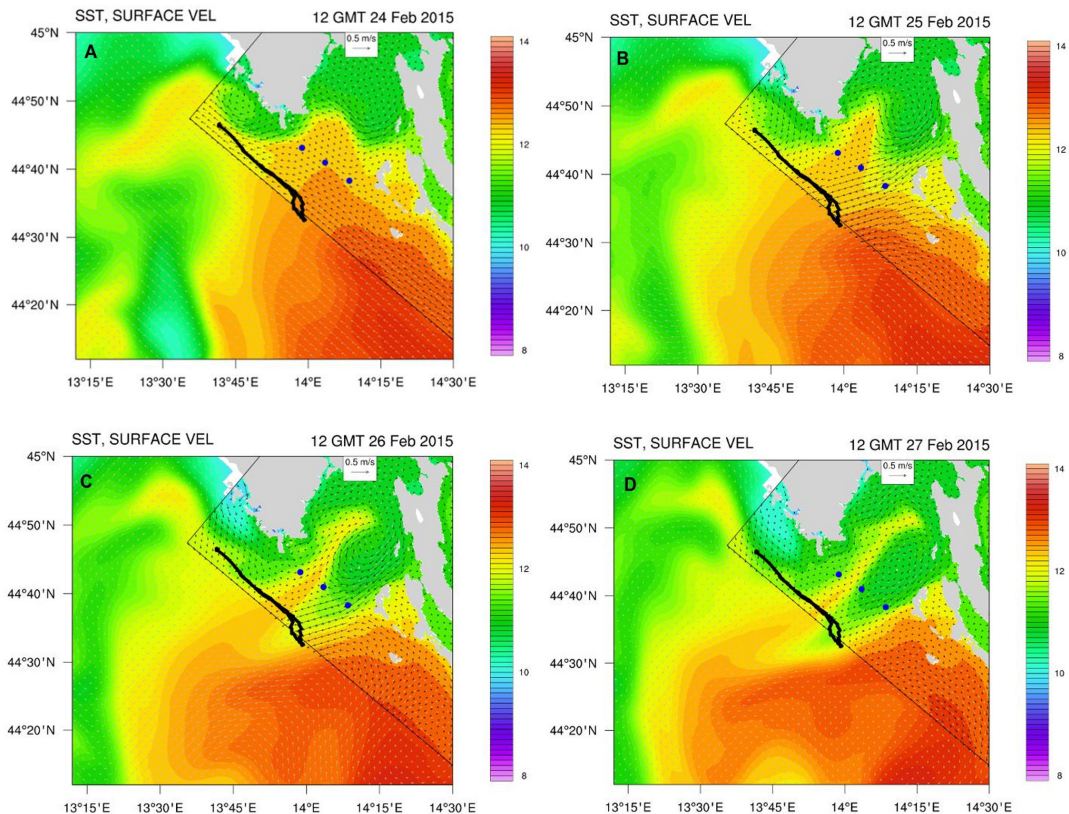 SST, SURFACE VEL 12 GMT 24 Feb 2015
A
0.5 m/s
45°N
44°50'N
44°40'N
44°30'N
44°20'N
13°15'E 13°30'E 13°45'E 14°E 14°15'E 14°30'E
14
12
10
8
SST, SURFACE VEL 12 GMT 25 Feb 2015
B
0.5 m/s
45°N
44°50'N
44°40'N
44°30'N
44°20'N
13°15'E 13°30'E 13°45'E 14°E 14°15'E 14°30'E
14
12
10
8
SST, SURFACE VEL 12 GMT 26 Feb 2015
C
0.5 m/s
45°N
44°50'N
44°40'N
44°30'N
44°20'N
13°15'E 13°30'E 13°45'E 14°E 14°15'E 14°30'E
14
12
10
8
SST, SURFACE VEL 12 GMT 27 Feb 2015
D
0.5 m/s
45°N
44°50'N
44°40'N
44°30'N
44°20'N
13°15'E 13°30'E 13°45'E 14°E 14°15'E 14°30'E
14
12
10
8